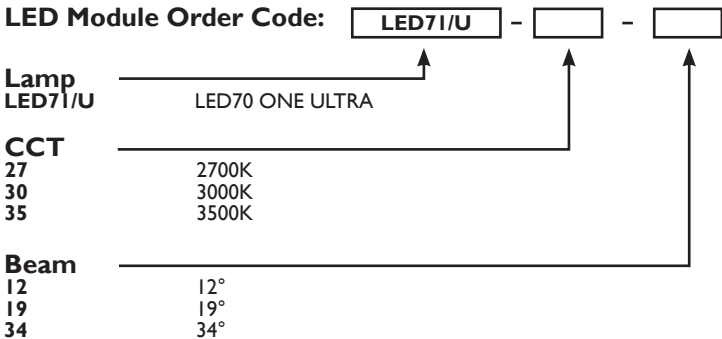 LED Module Order Code: LED71/U – –
Lamp
LED71/U LED70 ONE ULTRA
CCT
27 2700K
30 3000K
35 3500K
Beam
12 12°
19 19°
34 34°